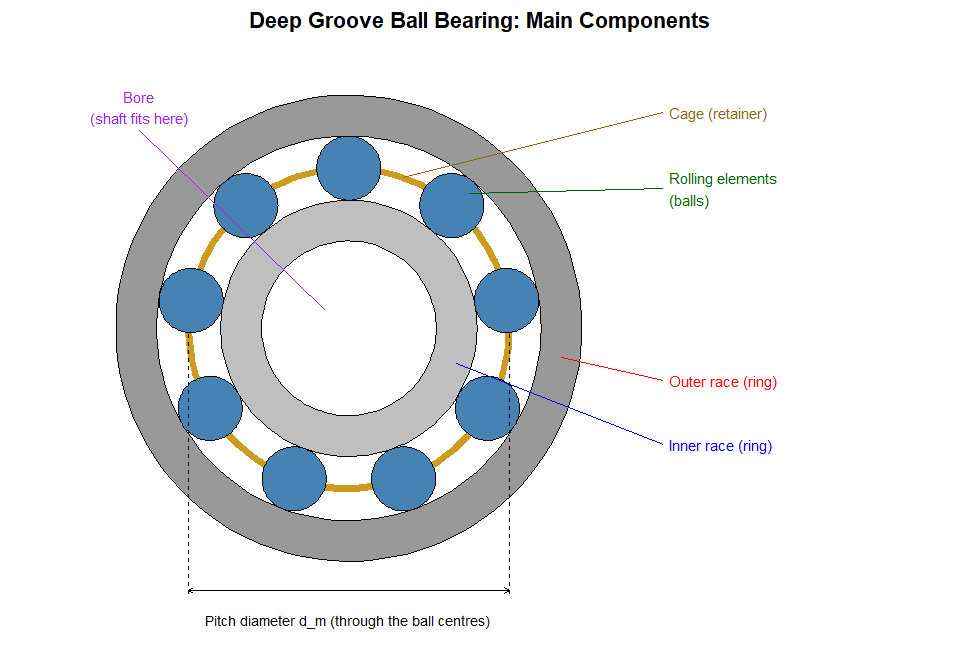 Deep Groove Ball Bearing: Main Components
Bore
(shaft fits here)
Cage (retainer)
Rolling elements
(balls)
Outer race (ring)
Inner race (ring)
Pitch diameter d_m (through the ball centres)